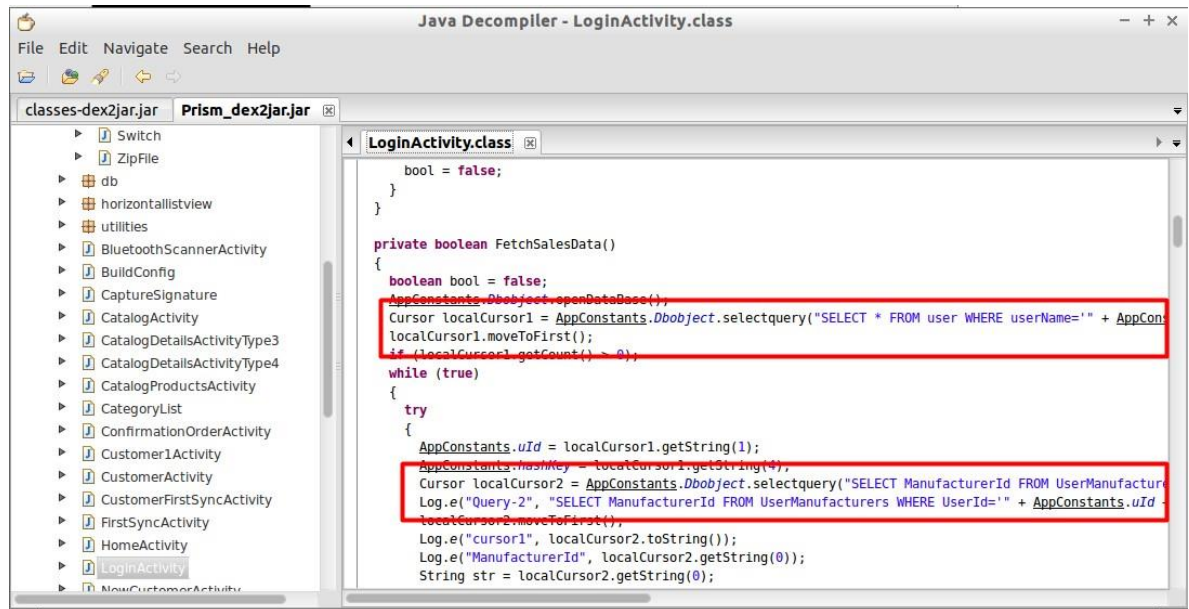 Java Decompiler - LoginActivity.class
File Edit Navigate Search Help
classes-dex2jar.jar Prism_dex2jar.jar
Switch
ZipFile
db
horizontallistview
utilities
BluetoothScannerActivity
BuildConfig
CaptureSignature
CatalogActivity
CatalogDetailsActivityType3
CatalogDetailsActivityType4
CatalogProductsActivity
CategoryList
ConfirmationOrderActivity
Customer1Activity
CustomerActivity
CustomerFirstSyncActivity
FirstSyncActivity
HomeActivity
LoginActivity
NewCustomerActivity
LoginActivity.class
bool = false;
}
}
private boolean FetchSalesData()
{
boolean bool = false;
AppConstants.Dbobject.openDataBase();
Cursor localCursor1 = AppConstants.Dbobject.selectquery("SELECT * FROM user WHERE userName='" + AppCons
localCursor1.moveToFirst();
if (localCursor1.getCount() > 0);
while (true)
{
try
{
AppConstants.uId = localCursor1.getString(1);
AppConstants.hashKey = localCursor1.getString(4);
Cursor localCursor2 = AppConstants.Dbobject.selectquery("SELECT ManufacturerId FROM UserManufacture
Log.e("Query-2", "SELECT ManufacturerId FROM UserManufacturers WHERE UserId='" + AppConstants.uId +
localCursor2.moveToFirst();
Log.e("cursor1", localCursor2.toString());
Log.e("ManufacturerId", localCursor2.getString(0));
String str = localCursor2.getString(0);